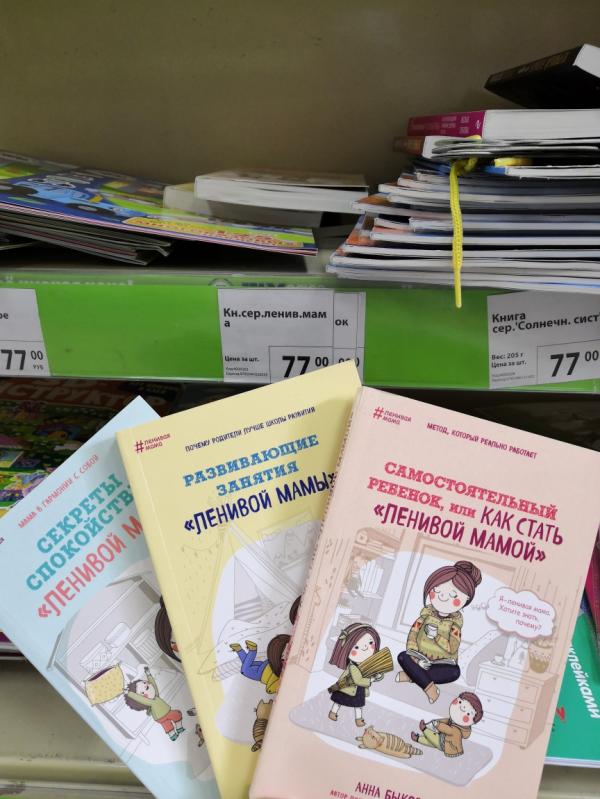 Кн.сер.ленив.мам
а
ок
Цена за шт.
77 00
77 00
РУБ
Книга
сер.'Солнечн. сист
Вес: 205 г
Цена за шт.
77 00
МАМА В ГАРМОНИИ С СОБОЙ
СЕКРЕТЫ
СПОКОЙСТВ
«ЛЕНИВОЙ М
#ленивая
мама
ПОЧЕМУ РОДИТЕЛИ ЛУЧШЕ ШКОЛЫ РАЗВИТИЯ
РАЗВИВАЮЩИЕ
ЗАНЯТИЯ
«ЛЕНИВОЙ МАМЫ»
#ленивая
мама
МЕТОД, КОТОРЫЙ РЕАЛЬНО РАБОТАЕТ
САМОСТОЯТЕЛЬНЫЙ
РЕБЕНОК, ИЛИ КАК СТАТЬ
«ЛЕНИВОЙ МАМОЙ»
Я - ленивая мама.
Хотите знать,
почему?
АННА БЫКО
АВТОР
клейками